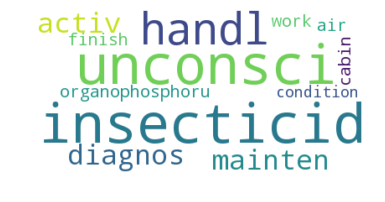 activ handl work air
finish
unconsci cabin
organophosphoru condition
insecticid
diagnos mainten